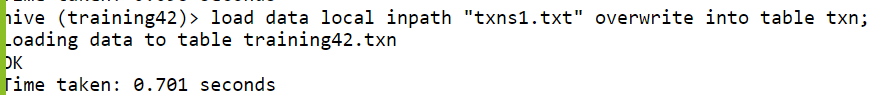 hive (training42)> load data local inpath "txns1.txt" overwrite into table txn;
Loading data to table training42.txn
OK
Time taken: 0.701 seconds